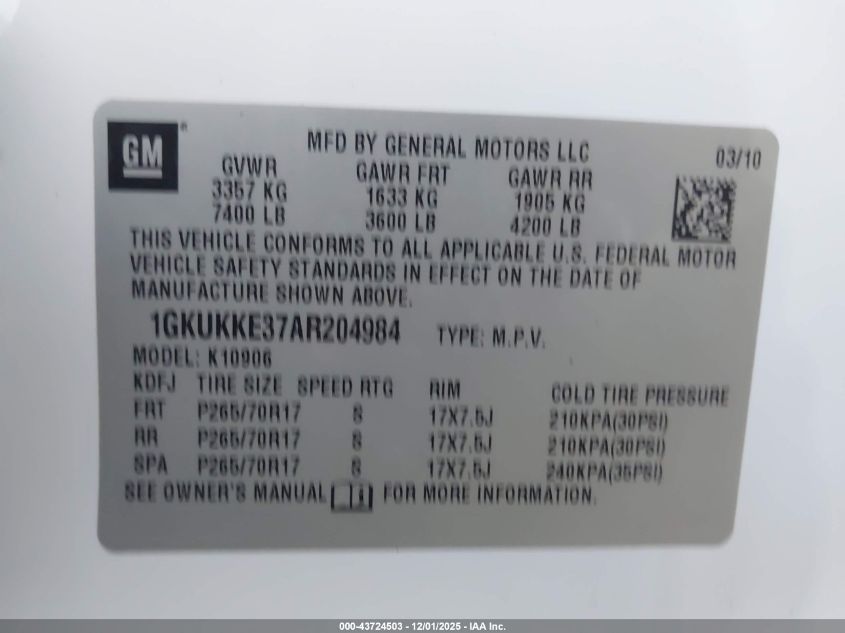 GM
MFD BY GENERAL MOTORS LLC 03/10
GVWR GAWR FRT GAWR RR
3357 KG 1633 KG 1905 KG
7400 LB 3600 LB 4200 LB
THIS VEHICLE CONFORMS TO ALL APPLICABLE U.S. FEDERAL MOTOR
VEHICLE SAFETY STANDARDS IN EFFECT ON THE DATE OF
MANUFACTURE SHOWN ABOVE.
1GKUKKE37AR204984 TYPE: M.P.V.
MODEL: K10906
KDFJ TIRE SIZE SPEED RTG RIM COLD TIRE PRESSURE
FRT P265/70R17 S 17X7.5J 210KPA(30PSI)
RR P265/70R17 S 17X7.5J 210KPA(30PSI)
SPA P265/70R17 S 17X7.5J 240KPA(35PSI)
SEE OWNER'S MANUAL FOR MORE INFORMATION.
000-43724503 - 12/01/2025 - IAA Inc.